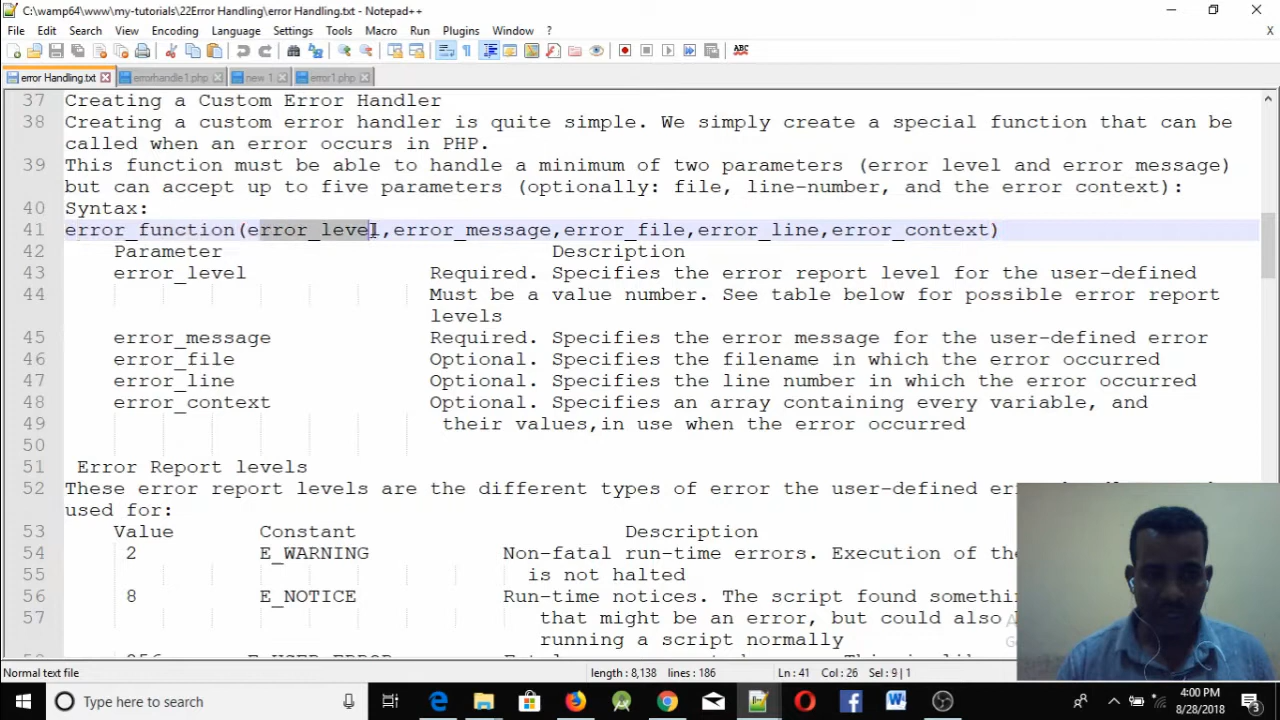 C:\wamp64\www\my-tutorials\22Error Handling\error Handling.txt - Notepad++
File Edit Search View Encoding Language Settings Tools Macro Run Plugins Window ? X
error Handling.txt errorhandle1.php new 1 error1.php
37 Creating a Custom Error Handler
38 Creating a custom error handler is quite simple. We simply create a special function that can be
called when an error occurs in PHP.
39 This function must be able to handle a minimum of two parameters (error level and error message)
but can accept up to five parameters (optionally: file, line-number, and the error context):
40 Syntax:
41 error_function(error_level,error_message,error_file,error_line,error_context)
42 Parameter Description
43 error_level Required. Specifies the error report level for the user-defined
44 Must be a value number. See table below for possible error report
levels
45 error_message Required. Specifies the error message for the user-defined error
46 error_file Optional. Specifies the filename in which the error occurred
47 error_line Optional. Specifies the line number in which the error occurred
48 error_context Optional. Specifies an array containing every variable, and
49 their values,in use when the error occurred
50
51 Error Report levels
52 These error report levels are the different types of error the user-defined
used for:
53 Value Constant Description
54 2 E_WARNING Non-fatal run-time errors. Execution of the
55 is not halted
56 8 E_NOTICE Run-time notices. The script found
57 that might be an error, but could also
running a script normally
Normal text file length : 8,138 lines : 186 Ln : 41 Col : 26 Sel : 9 | 1
Type here to search
4:00 PM
8/28/2018